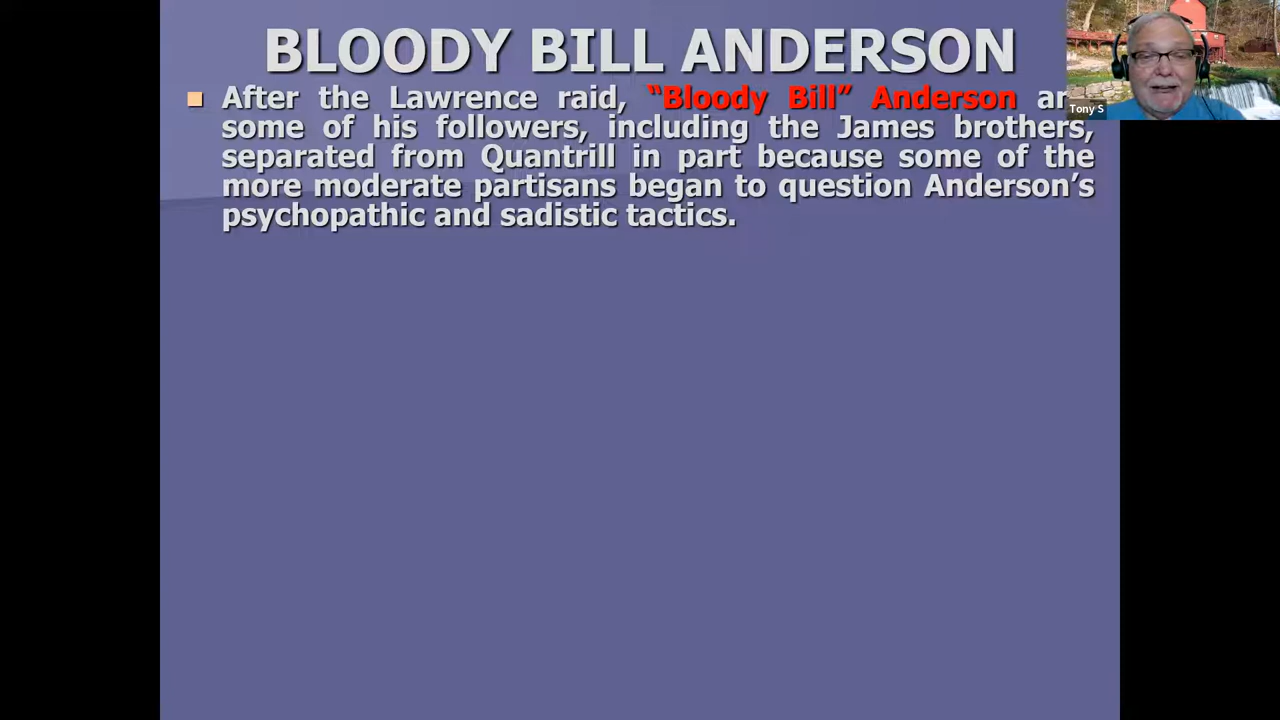 BLOODY BILL ANDERSON
After the Lawrence raid, “Bloody Bill” Anderson
some of his followers, including the James brothers,
separated from Quantrill in part because some of the
more moderate partisans began to question Anderson’s
psychopathic and sadistic tactics.
Tony S